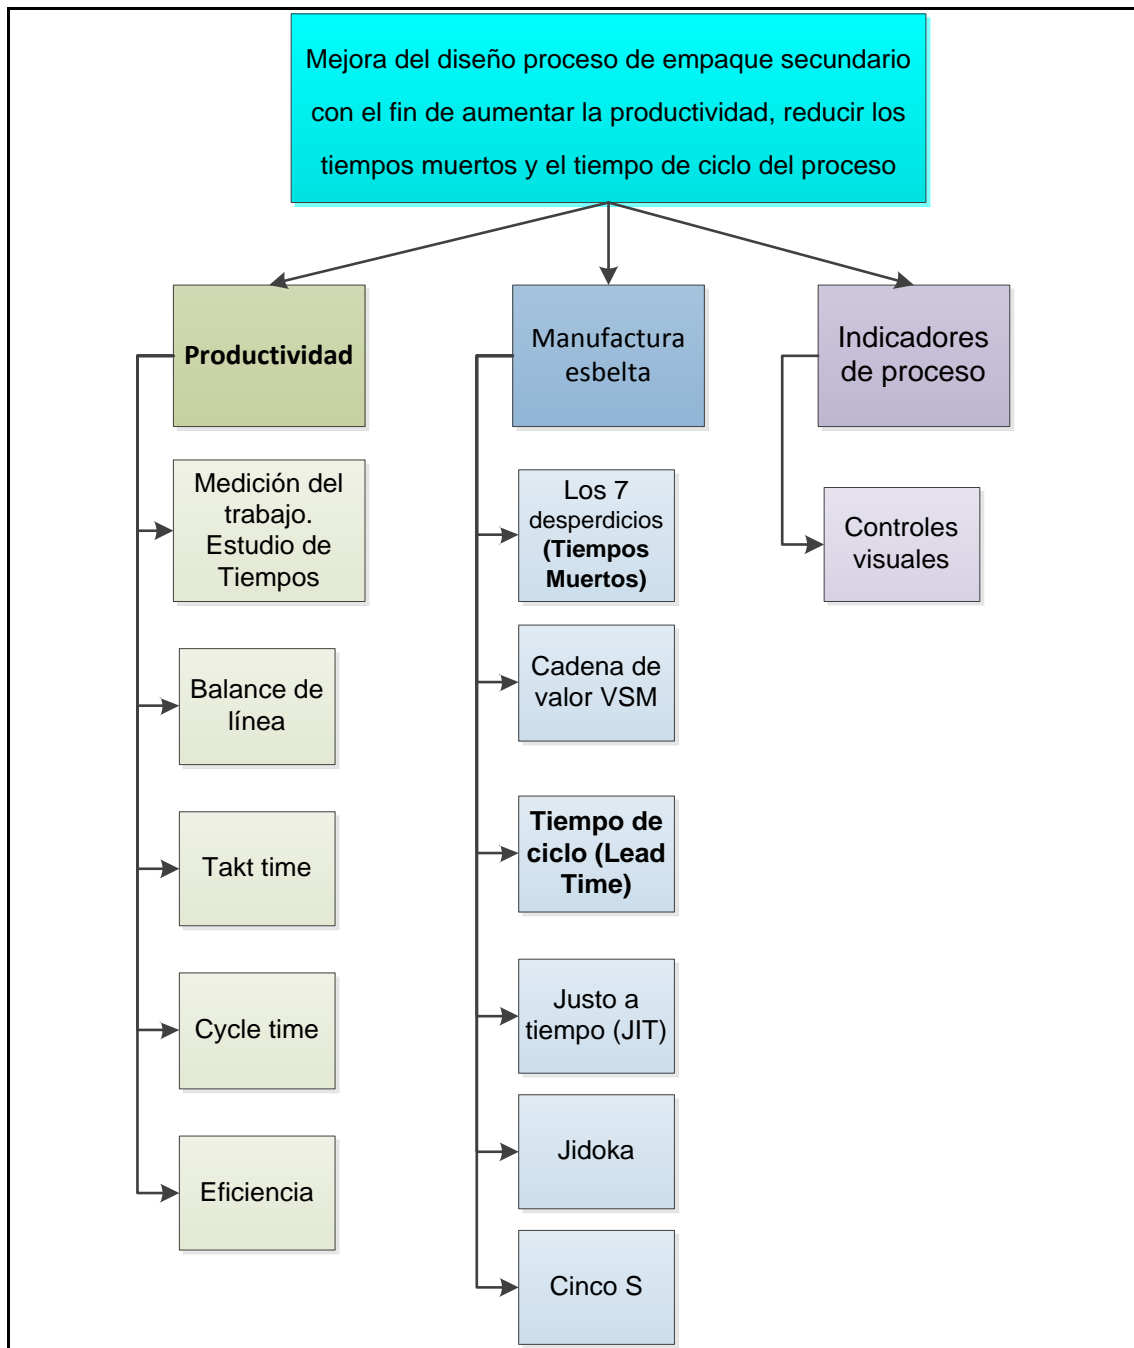 Mejora del diseño proceso de empaque secundario
con el fin de aumentar la productividad, reducir los
tiempos muertos y el tiempo de ciclo del proceso
Productividad
Medición del
trabajo.
Estudio de
Tiempos
Balance de
línea
Takt time
Cycle time
Eficiencia
Manufactura
esbelta
Los 7
desperdicios
(Tiempos
Muertos)
Cadena de
valor VSM
Tiempo de
ciclo (Lead
Time)
Justo a
tiempo (JIT)
Jidoka
Cinco S
Indicadores
de proceso
Controles
visuales